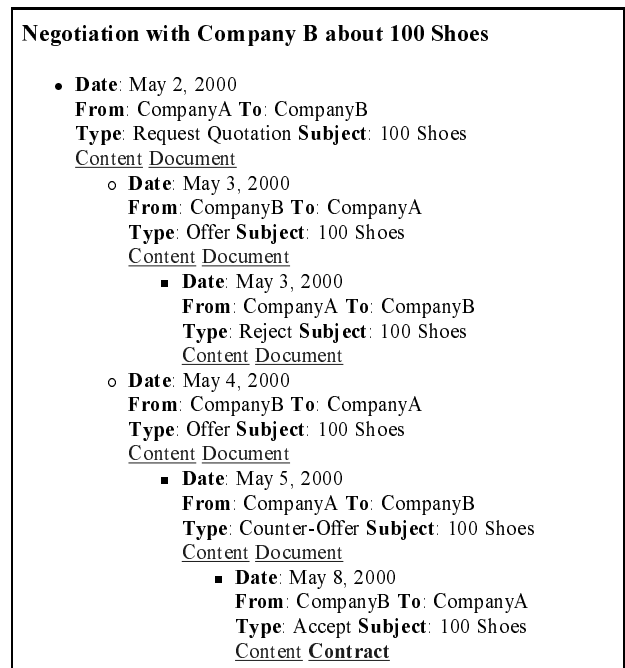 Negotiation with Company B about 100 Shoes
• Date: May 2, 2000
From: CompanyA To: CompanyB
Type: Request Quotation Subject: 100 Shoes
Content Document
o Date: May 3, 2000
From: CompanyB To: CompanyA
Type: Offer Subject: 100 Shoes
Content Document
▪ Date: May 3, 2000
From: CompanyA To: CompanyB
Type: Reject Subject: 100 Shoes
Content Document
o Date: May 4, 2000
From: CompanyB To: CompanyA
Type: Offer Subject: 100 Shoes
Content Document
▪ Date: May 5, 2000
From: CompanyA To: CompanyB
Type: Counter-Offer Subject: 100 Shoes
Content Document
▪ Date: May 8, 2000
From: CompanyB To: CompanyA
Type: Accept Subject: 100 Shoes
Content Contract